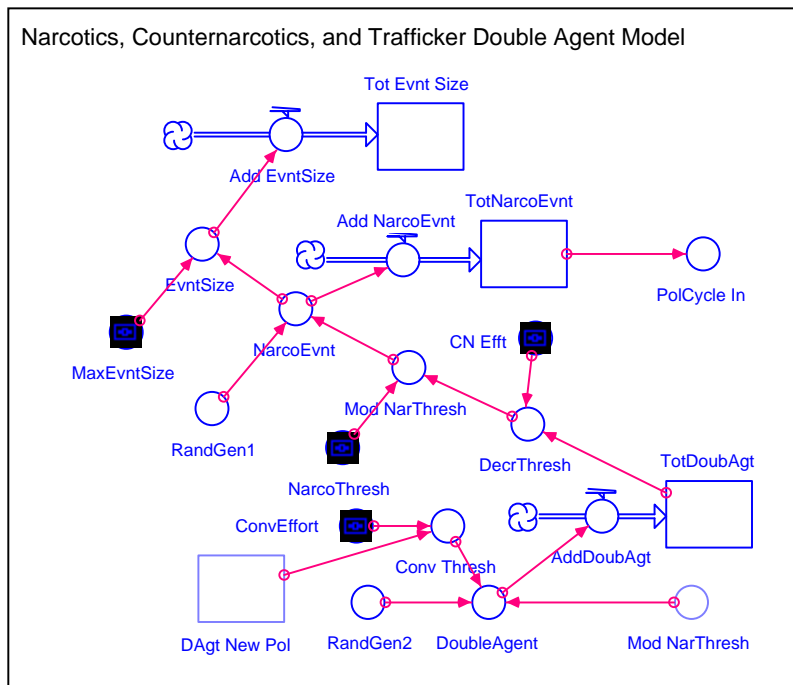 Narcotics, Counternarcotics, and Trafficker Double Agent Model
Tot Evnt Size
Add EvntSize
TotNarcoEvnt
Add NarcoEvnt
EvntSize
PolCycle In
MaxEvntSize
NarcoEvnt
CN Efft
Mod NarThresh
RandGen1
DecrThresh
TotDoubAgt
NarcoThresh
ConvEffort
Conv Thresh
AddDoubAgt
DAgt New Pol
RandGen2
DoubleAgent
Mod NarThresh